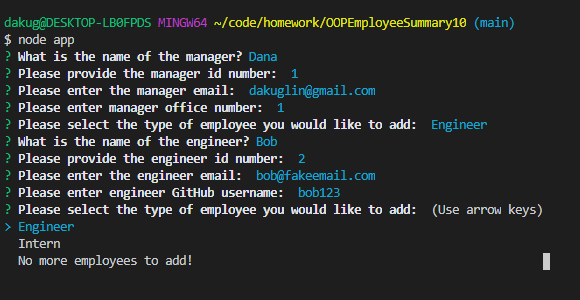 dakug@DESKTOP-LB0FPDS MINGW64 ~/code/homework/OOPEmployeeSummary10 (main)
$ node app
? What is the name of the manager? Dana
? Please provide the manager id number:  1
? Please enter the manager email:  dakuglin@gmail.com
? Please enter manager office number:  1
? Please select the type of employee you would like to add:  Engineer
? What is the name of the engineer? Bob
? Please provide the engineer id number:  2
? Please enter the engineer email:  bob@fakeemail.com
? Please enter engineer GitHub username:  bob123
? Please select the type of employee you would like to add:  (Use arrow keys)
> Engineer
  Intern
  No more employees to add!